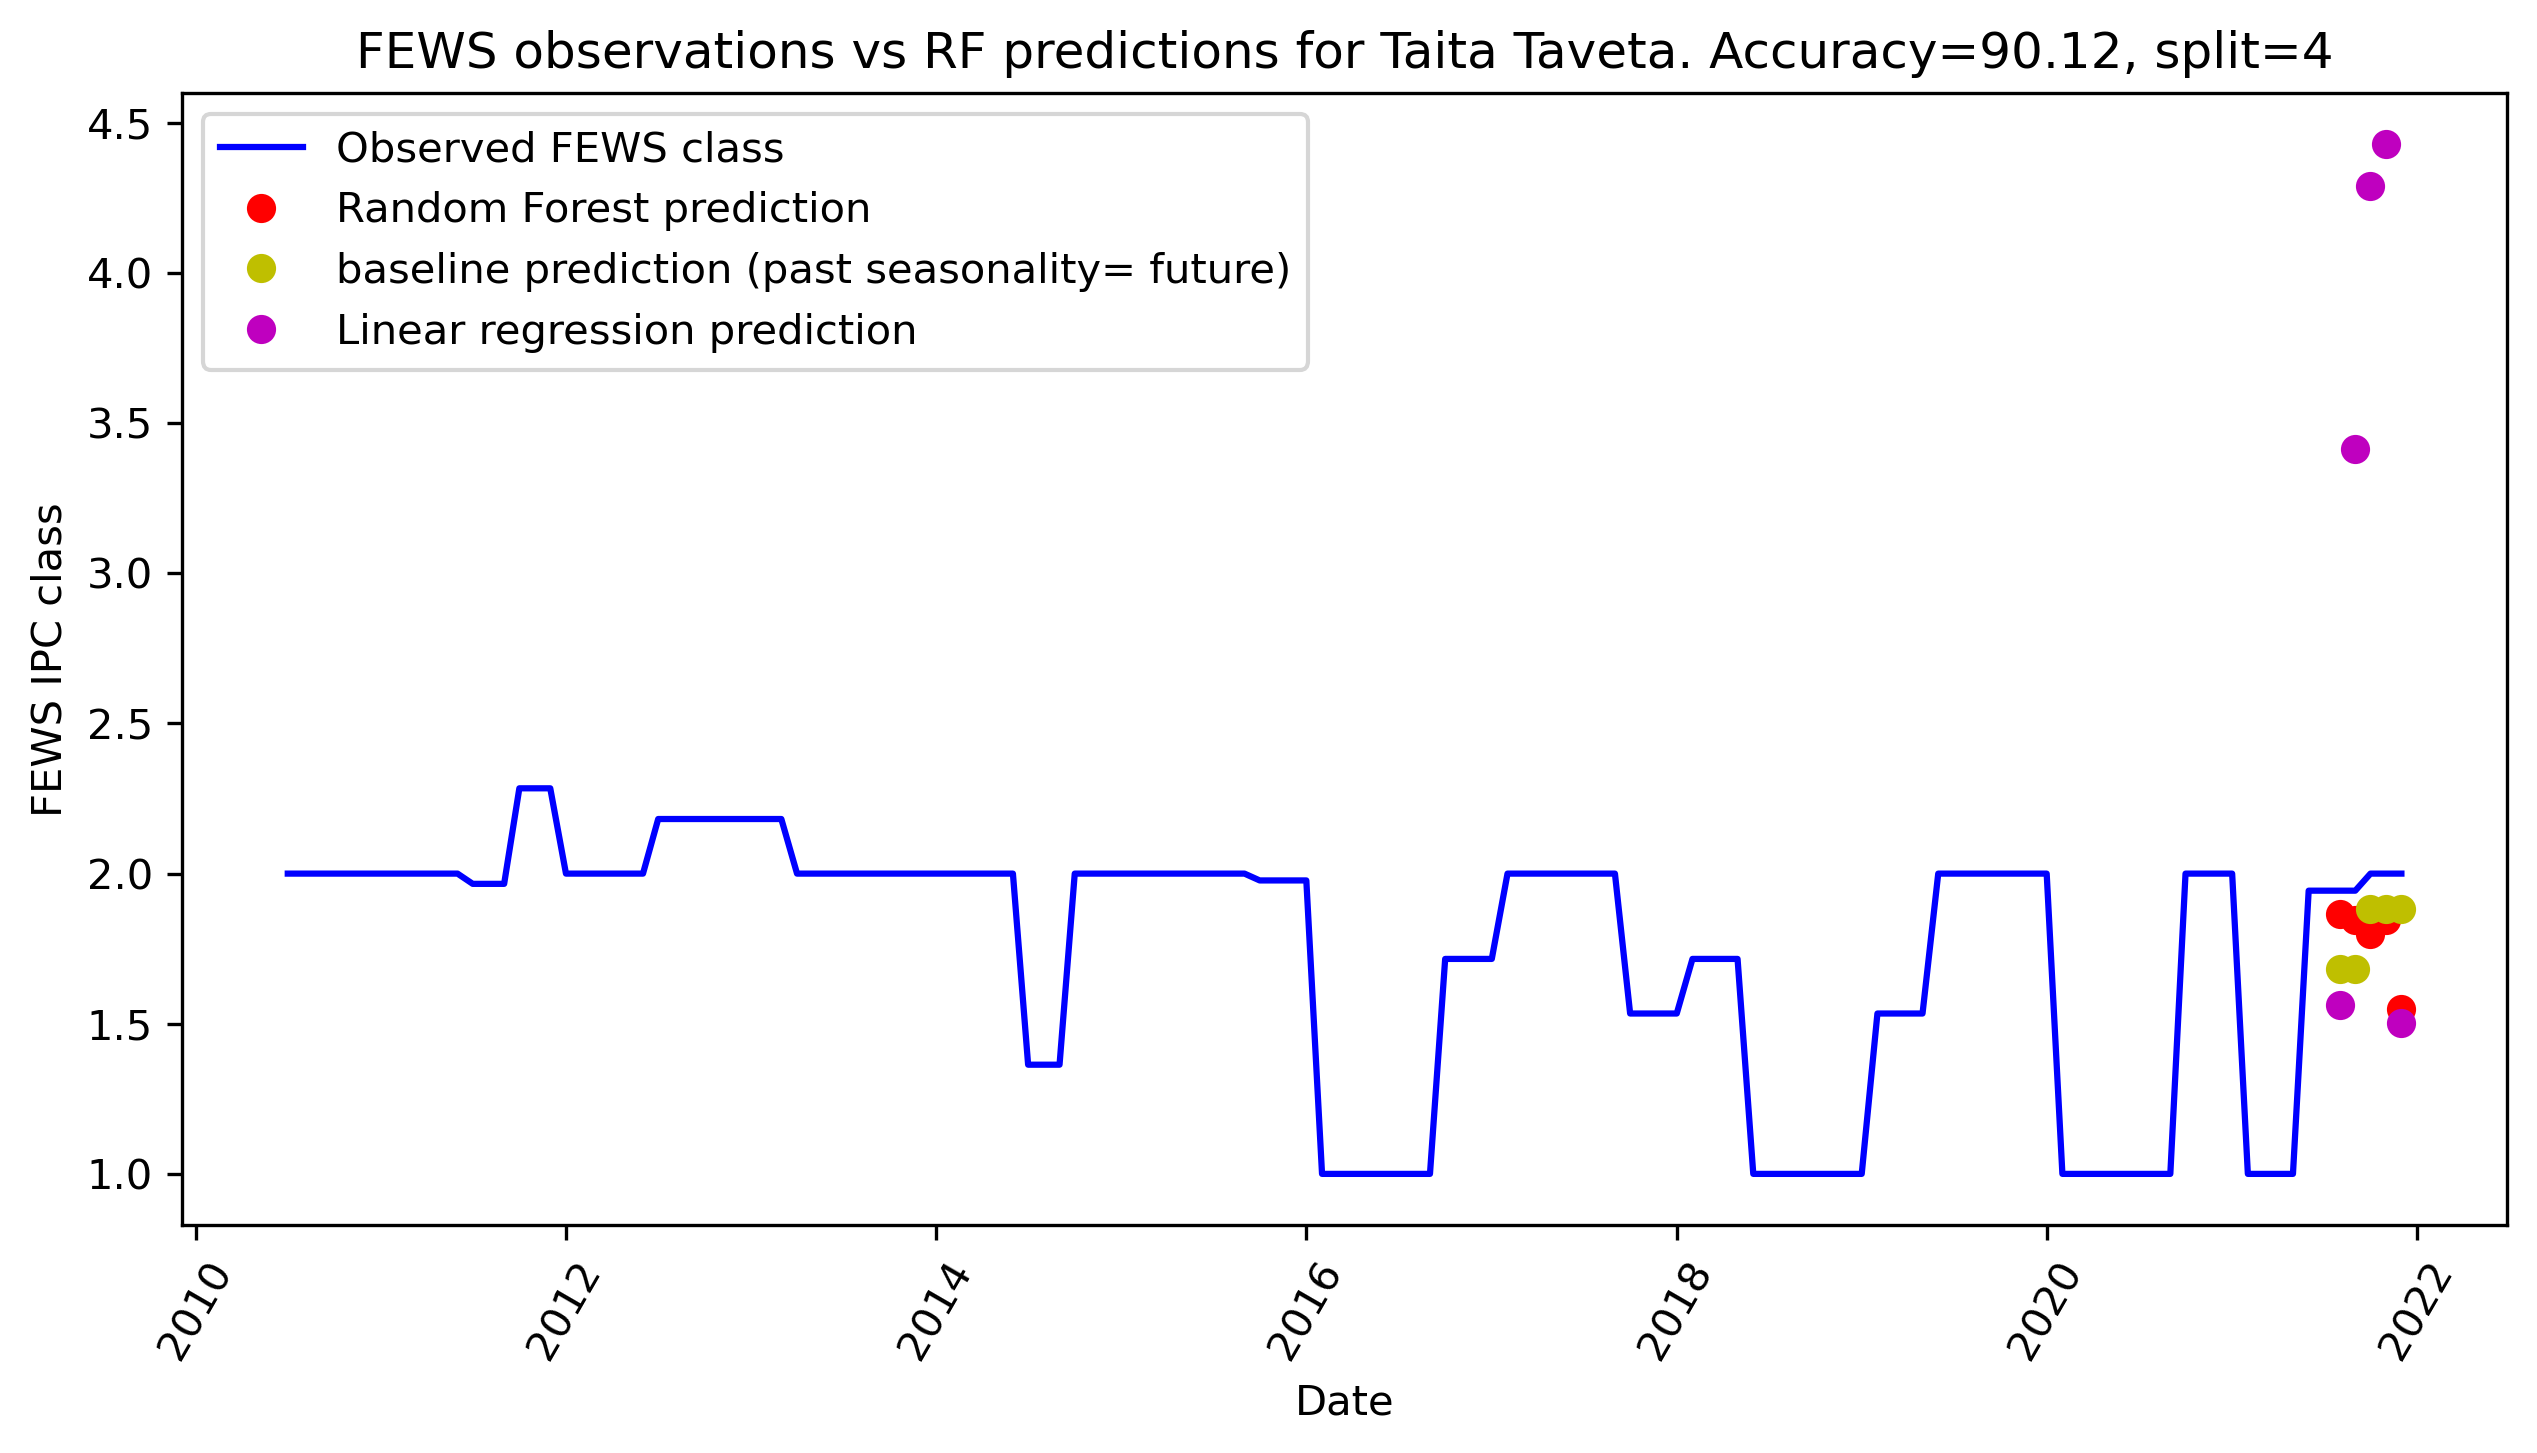 FEWS observations vs RF predictions for Taita Taveta. Accuracy=90.12, split=4
Observed FEWS class
Random Forest prediction
baseline prediction (past seasonality= future)
Linear regression prediction
FEWS IPC class
4.5
4.0
3.5
3.0
2.5
2.0
1.5
1.0
2010
2012
2014
2016
2018
2020
2022
Date